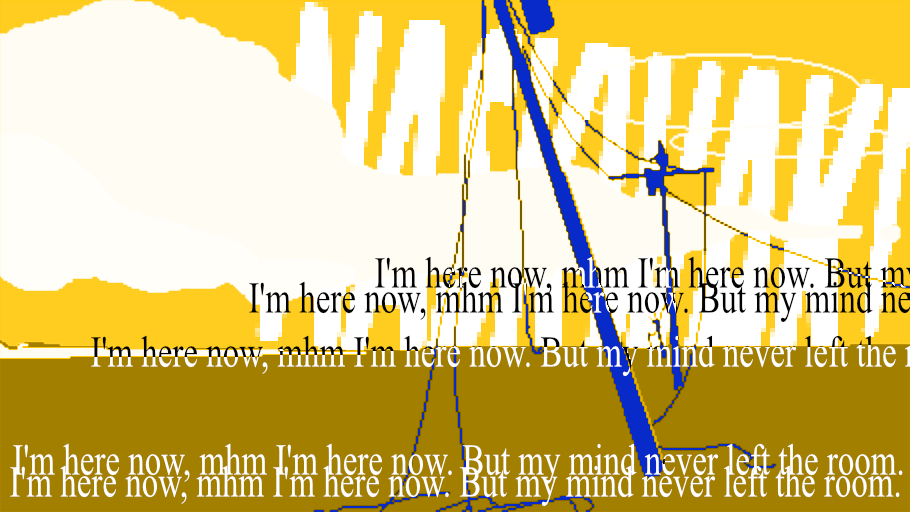 I'm here now, mhm I'm here now. But my
I'm here now, mhm I'm here now. But my mind ne
I'm here now, mhm I'm here now. But my mind never left the
I'm here now, mhm I'm here now. But my mind never left the room.
I'm here now, mhm I'm here now. But my mind never left the room.